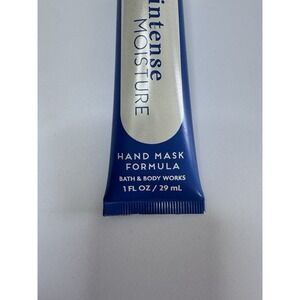 intense
MOISTURE
HAND MASK
FORMULA
BATH & BODY WORKS
1 FL OZ / 29 mL